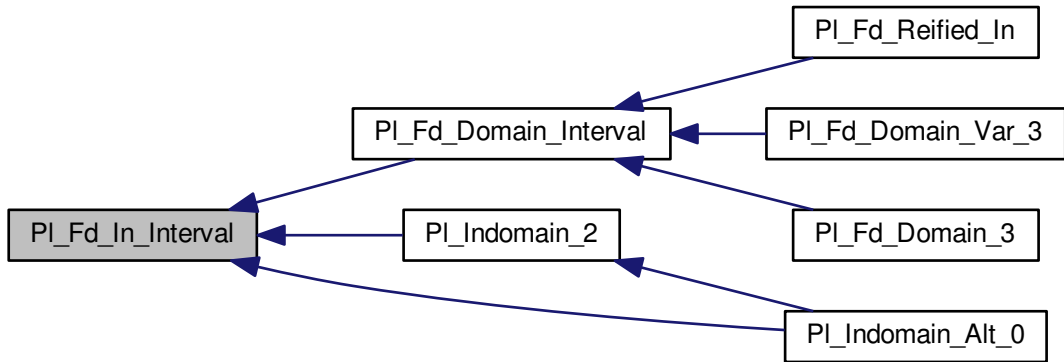 Pl_Fd_Reified_In
Pl_Fd_Domain_Interval
Pl_Fd_Domain_Var_3
Pl_Fd_In_Interval
Pl_Indomain_2
Pl_Fd_Domain_3
Pl_Indomain_Alt_0